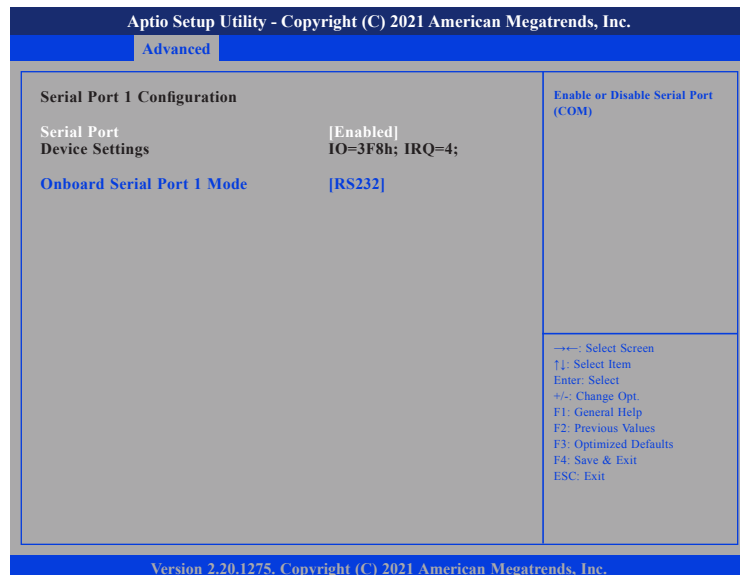 Aptio Setup Utility - Copyright (C) 2021 American Megatrends, Inc.
Advanced
Serial Port 1 Configuration
Serial Port [Enabled]
Device Settings IO=3F8h; IRQ=4;
Onboard Serial Port 1 Mode [RS232]
Enable or Disable Serial Port
(COM)
→←: Select Screen
↑↓: Select Item
Enter: Select
+/-: Change Opt.
F1: General Help
F2: Previous Values
F3: Optimized Defaults
F4: Save & Exit
ESC: Exit
Version 2.20.1275. Copyright (C) 2021 American Megatrends, Inc.